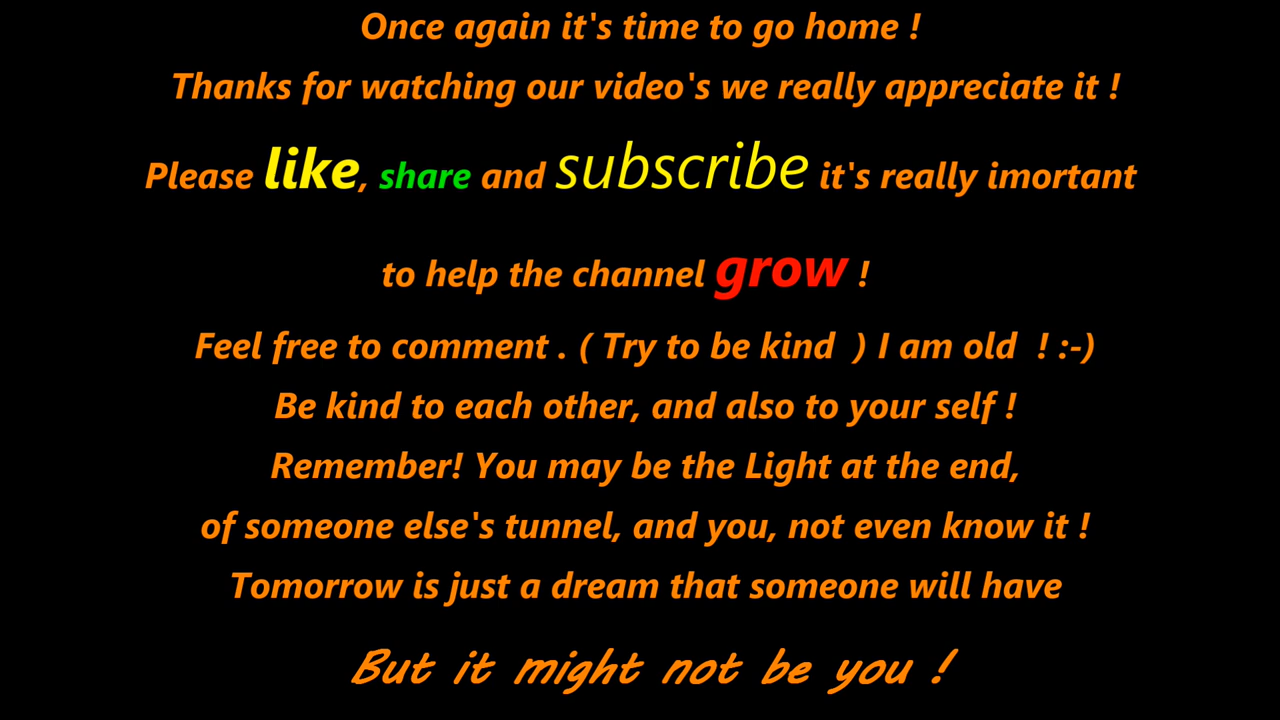 Once again it's time to go home !
Thanks for watching our video's we really appreciate it !
Please like, share and subscribe it's really imortant
to help the channel grow !
Feel free to comment . ( Try to be kind  ) I am old  ! :-)
Be kind to each other, and also to your self !
Remember! You may be the Light at the end,
of someone else's tunnel, and you, not even know it !
Tomorrow is just a dream that someone will have
But it might not be you !